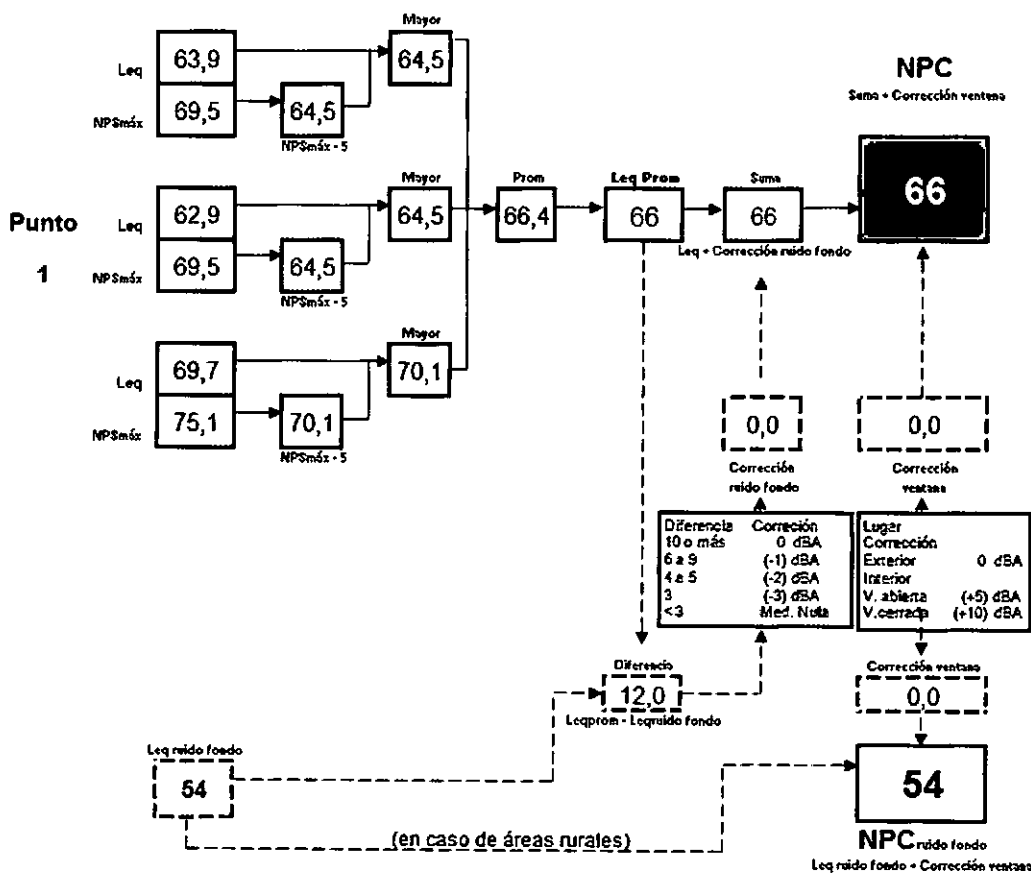 Mayor
63,9
64,5
Leq
NPC
Suma + Corrección ventana
69,5
64,5
NPSmáx
NPSmáx - 5
66
Mayor
Prom
Leq Prom
Suma
Punto
1
Leq
62,9
64,5
66,4
66
66
69,5
64,5
NPSmáx
NPSmáx - 5
Leq + Corrección ruido fondo
Mayor
69,7
70,1
Leq
75,1
70,1
NPSmáx
NPSmáx - 5
0,0
0,0
Corrección
ruido fondo
Corrección
ventana
Diferencia Correción
10 o más 0 dBA
6 a 9 (-1) dBA
4 a 5 (-2) dBA
3 (-3) dBA
<3 Med. Nula
Lugar
Corrección
Exterior 0 dBA
Interior
V. abierta (+5) dBA
V.cerrada (+10) dBA
Diferencia
12,0
Leqprom - Leqruido fondo
Corrección ventana
0,0
Leq ruido fondo
54
54
(en caso de áreas rurales)
NPC ruido fondo
Leq ruido fondo + Corrección ventana